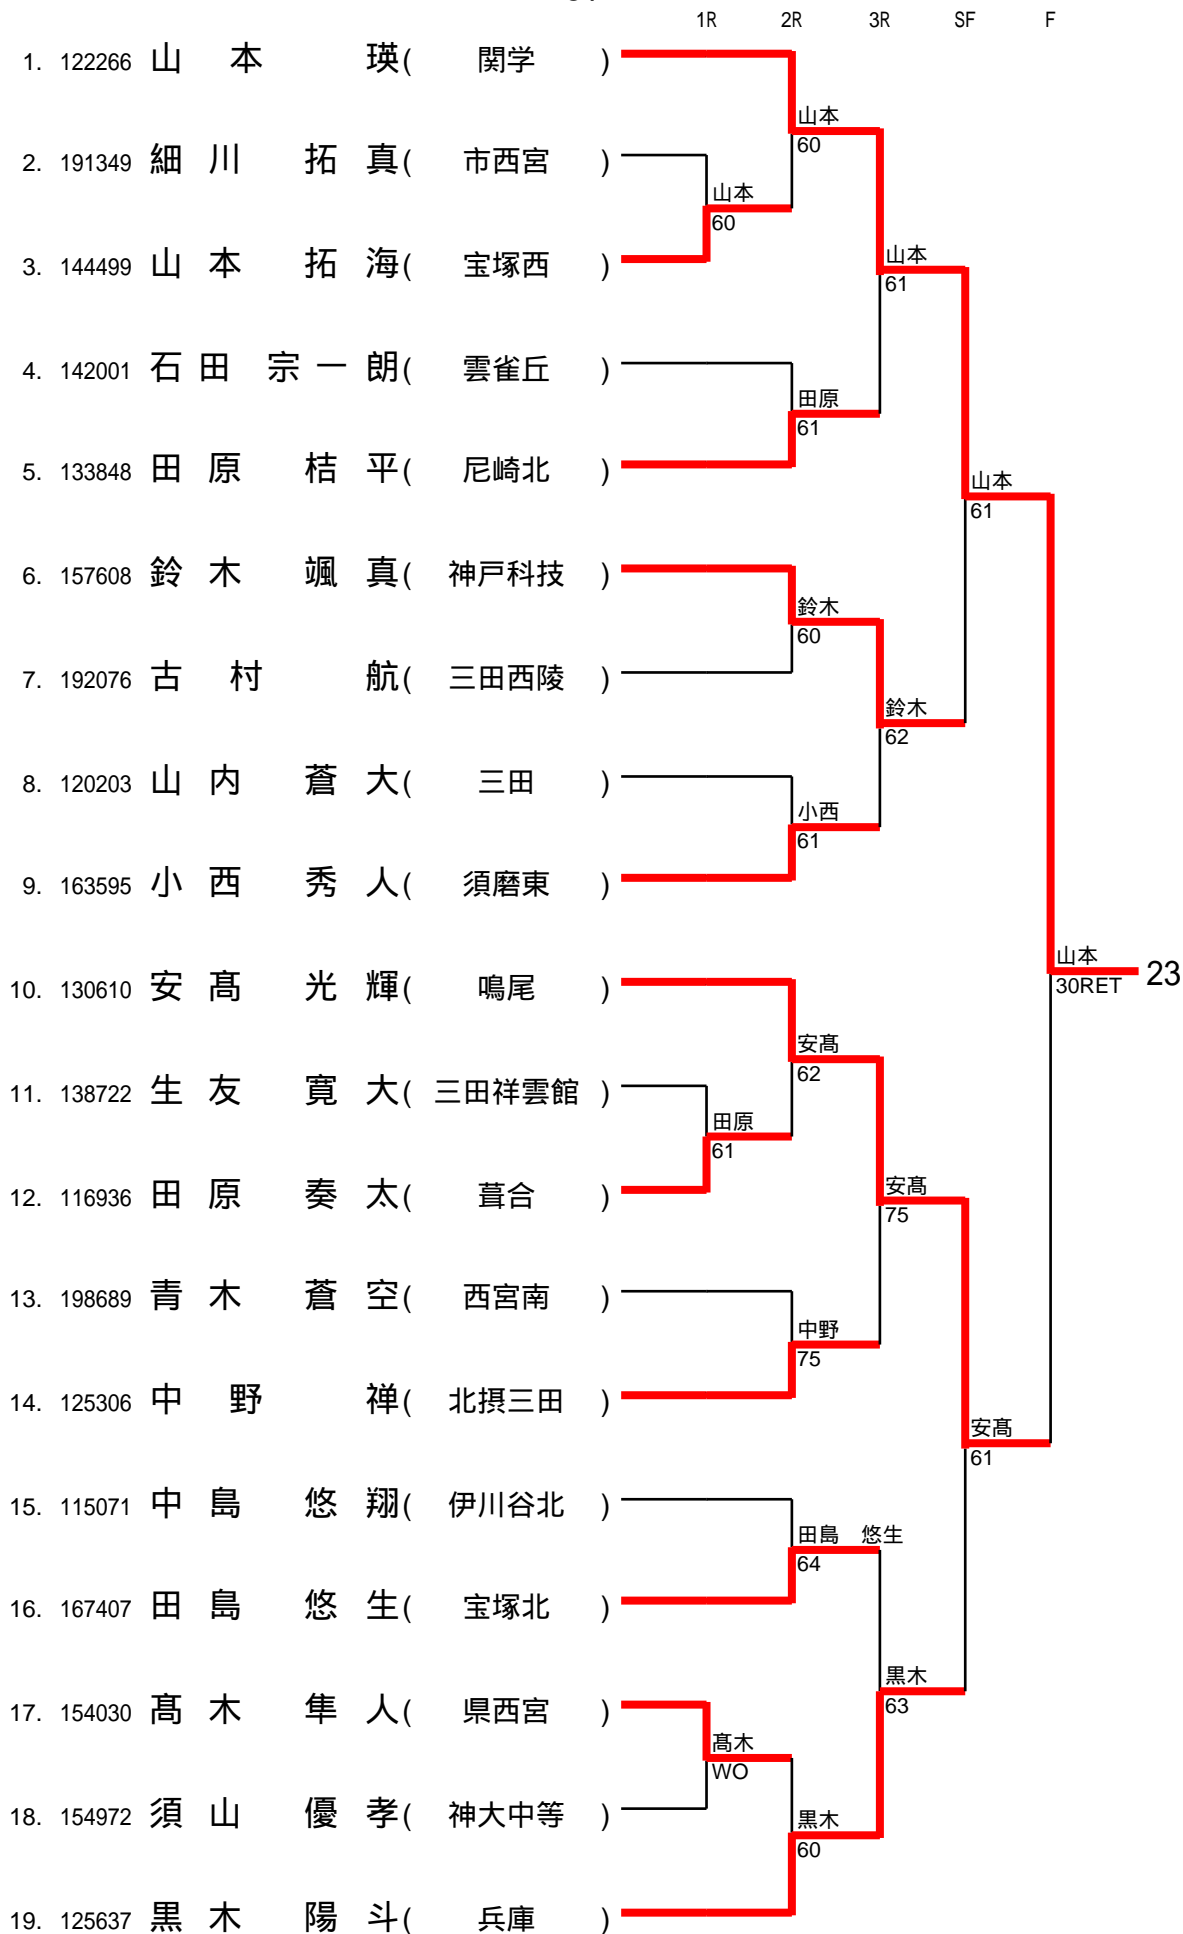 1R 2R 3R SF F
1. 122266 山本 瑛( 関学 )
山本
60
2. 191349 細川 拓真( 市西宮 )
山本
60
3. 144499 山本 拓海( 宝塚西 )
山本
61
4. 142001 石田 宗一朗( 雲雀丘 )
田原
61
5. 133848 田原 桔平( 尼崎北 )
山本
61
6. 157608 鈴木 颯真( 神戸科技 )
鈴木
60
7. 192076 古村 航( 三田西陵 )
鈴木
62
8. 120203 山内 蒼大( 三田 )
小西
61
9. 163595 小西 秀人( 須磨東 )
山本
30RET
23
10. 130610 安髙 光輝( 鳴尾 )
安髙
62
11. 138722 生友 寛大( 三田祥雲館 )
田原
61
12. 116936 田原 奏太( 葺合 )
安髙
75
13. 198689 青木 蒼空( 西宮南 )
中野
75
14. 125306 中野 禅( 北摂三田 )
安髙
61
15. 115071 中島 悠翔( 伊川谷北 )
田島 悠生
64
16. 167407 田島 悠生( 宝塚北 )
黒木
63
17. 154030 髙木 隼人( 県西宮 )
髙木
WO
18. 154972 須山 優孝( 神大中等 )
黒木
60
19. 125637 黒木 陽斗( 兵庫 )